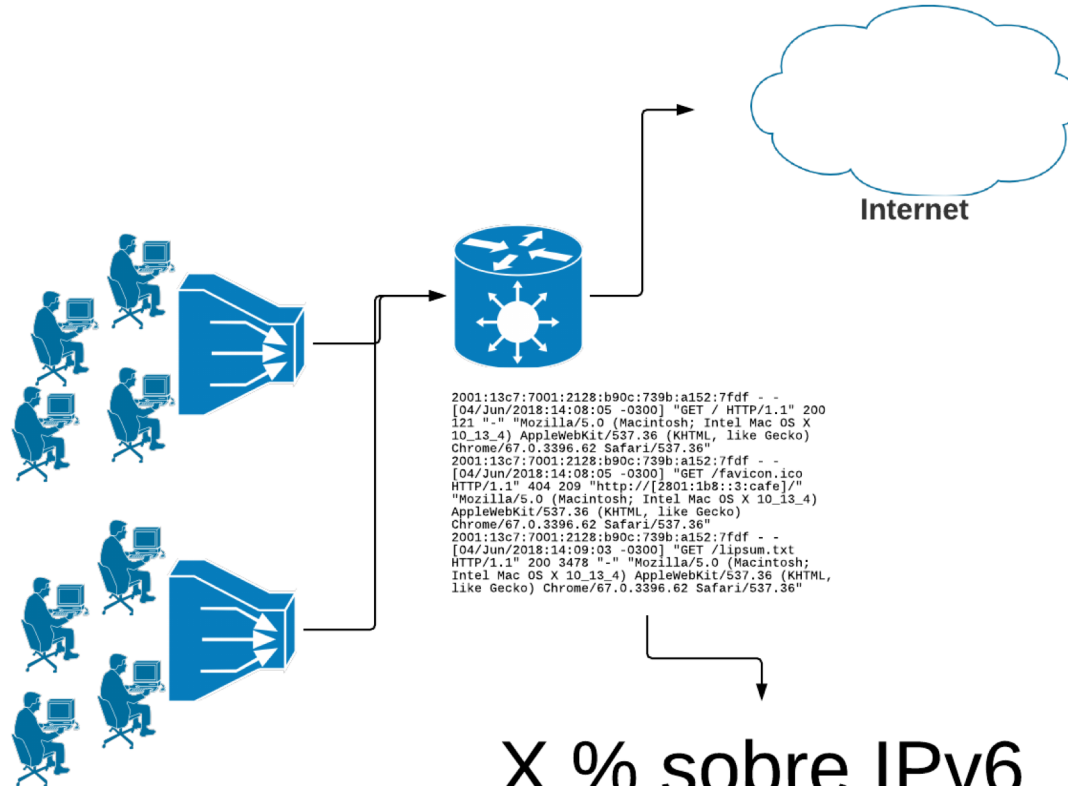 Internet
2001:13c7:7001:2128:b90c:739b:a152:7fdf - -
[04/Jun/2018:14:08:05 -0300] "GET / HTTP/1.1" 200
121 "-" "Mozilla/5.0 (Macintosh; Intel Mac OS X
10_13_4) AppleWebKit/537.36 (KHTML, like Gecko)
Chrome/67.0.3396.62 Safari/537.36"
2001:13c7:7001:2128:b90c:739b:a152:7fdf - -
[04/Jun/2018:14:08:05 -0300] "GET /favicon.ico
HTTP/1.1" 404 209 "http://[2801:1b8::3:cafe]/"
"Mozilla/5.0 (Macintosh; Intel Mac OS X 10_13_4)
AppleWebKit/537.36 (KHTML, like Gecko)
Chrome/67.0.3396.62 Safari/537.36"
2001:13c7:7001:2128:b90c:739b:a152:7fdf - -
[04/Jun/2018:14:09:03 -0300] "GET /lipsum.txt
HTTP/1.1" 200 3478 "-" "Mozilla/5.0 (Macintosh;
Intel Mac OS X 10_13_4) AppleWebKit/537.36 (KHTML,
like Gecko) Chrome/67.0.3396.62 Safari/537.36"
X % sobre IPv6